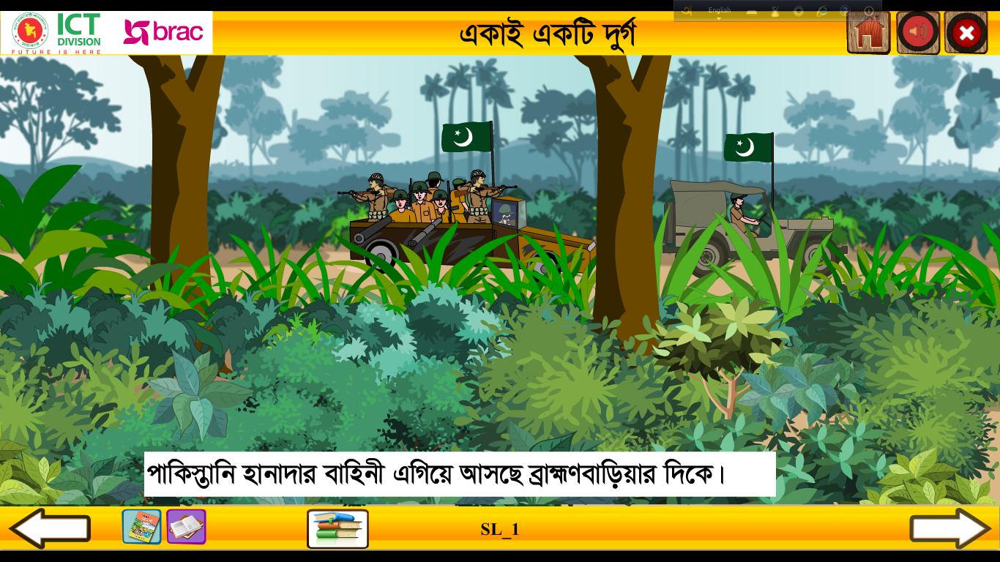 English
ICT
DIVISION
FUTURE IS HERE
brac
একাই একটি দুর্গ
পাকিস্তানি হানাদার বাহিনী এগিয়ে আসছে ব্রাহ্মণবাড়িয়ার দিকে।
SL_1